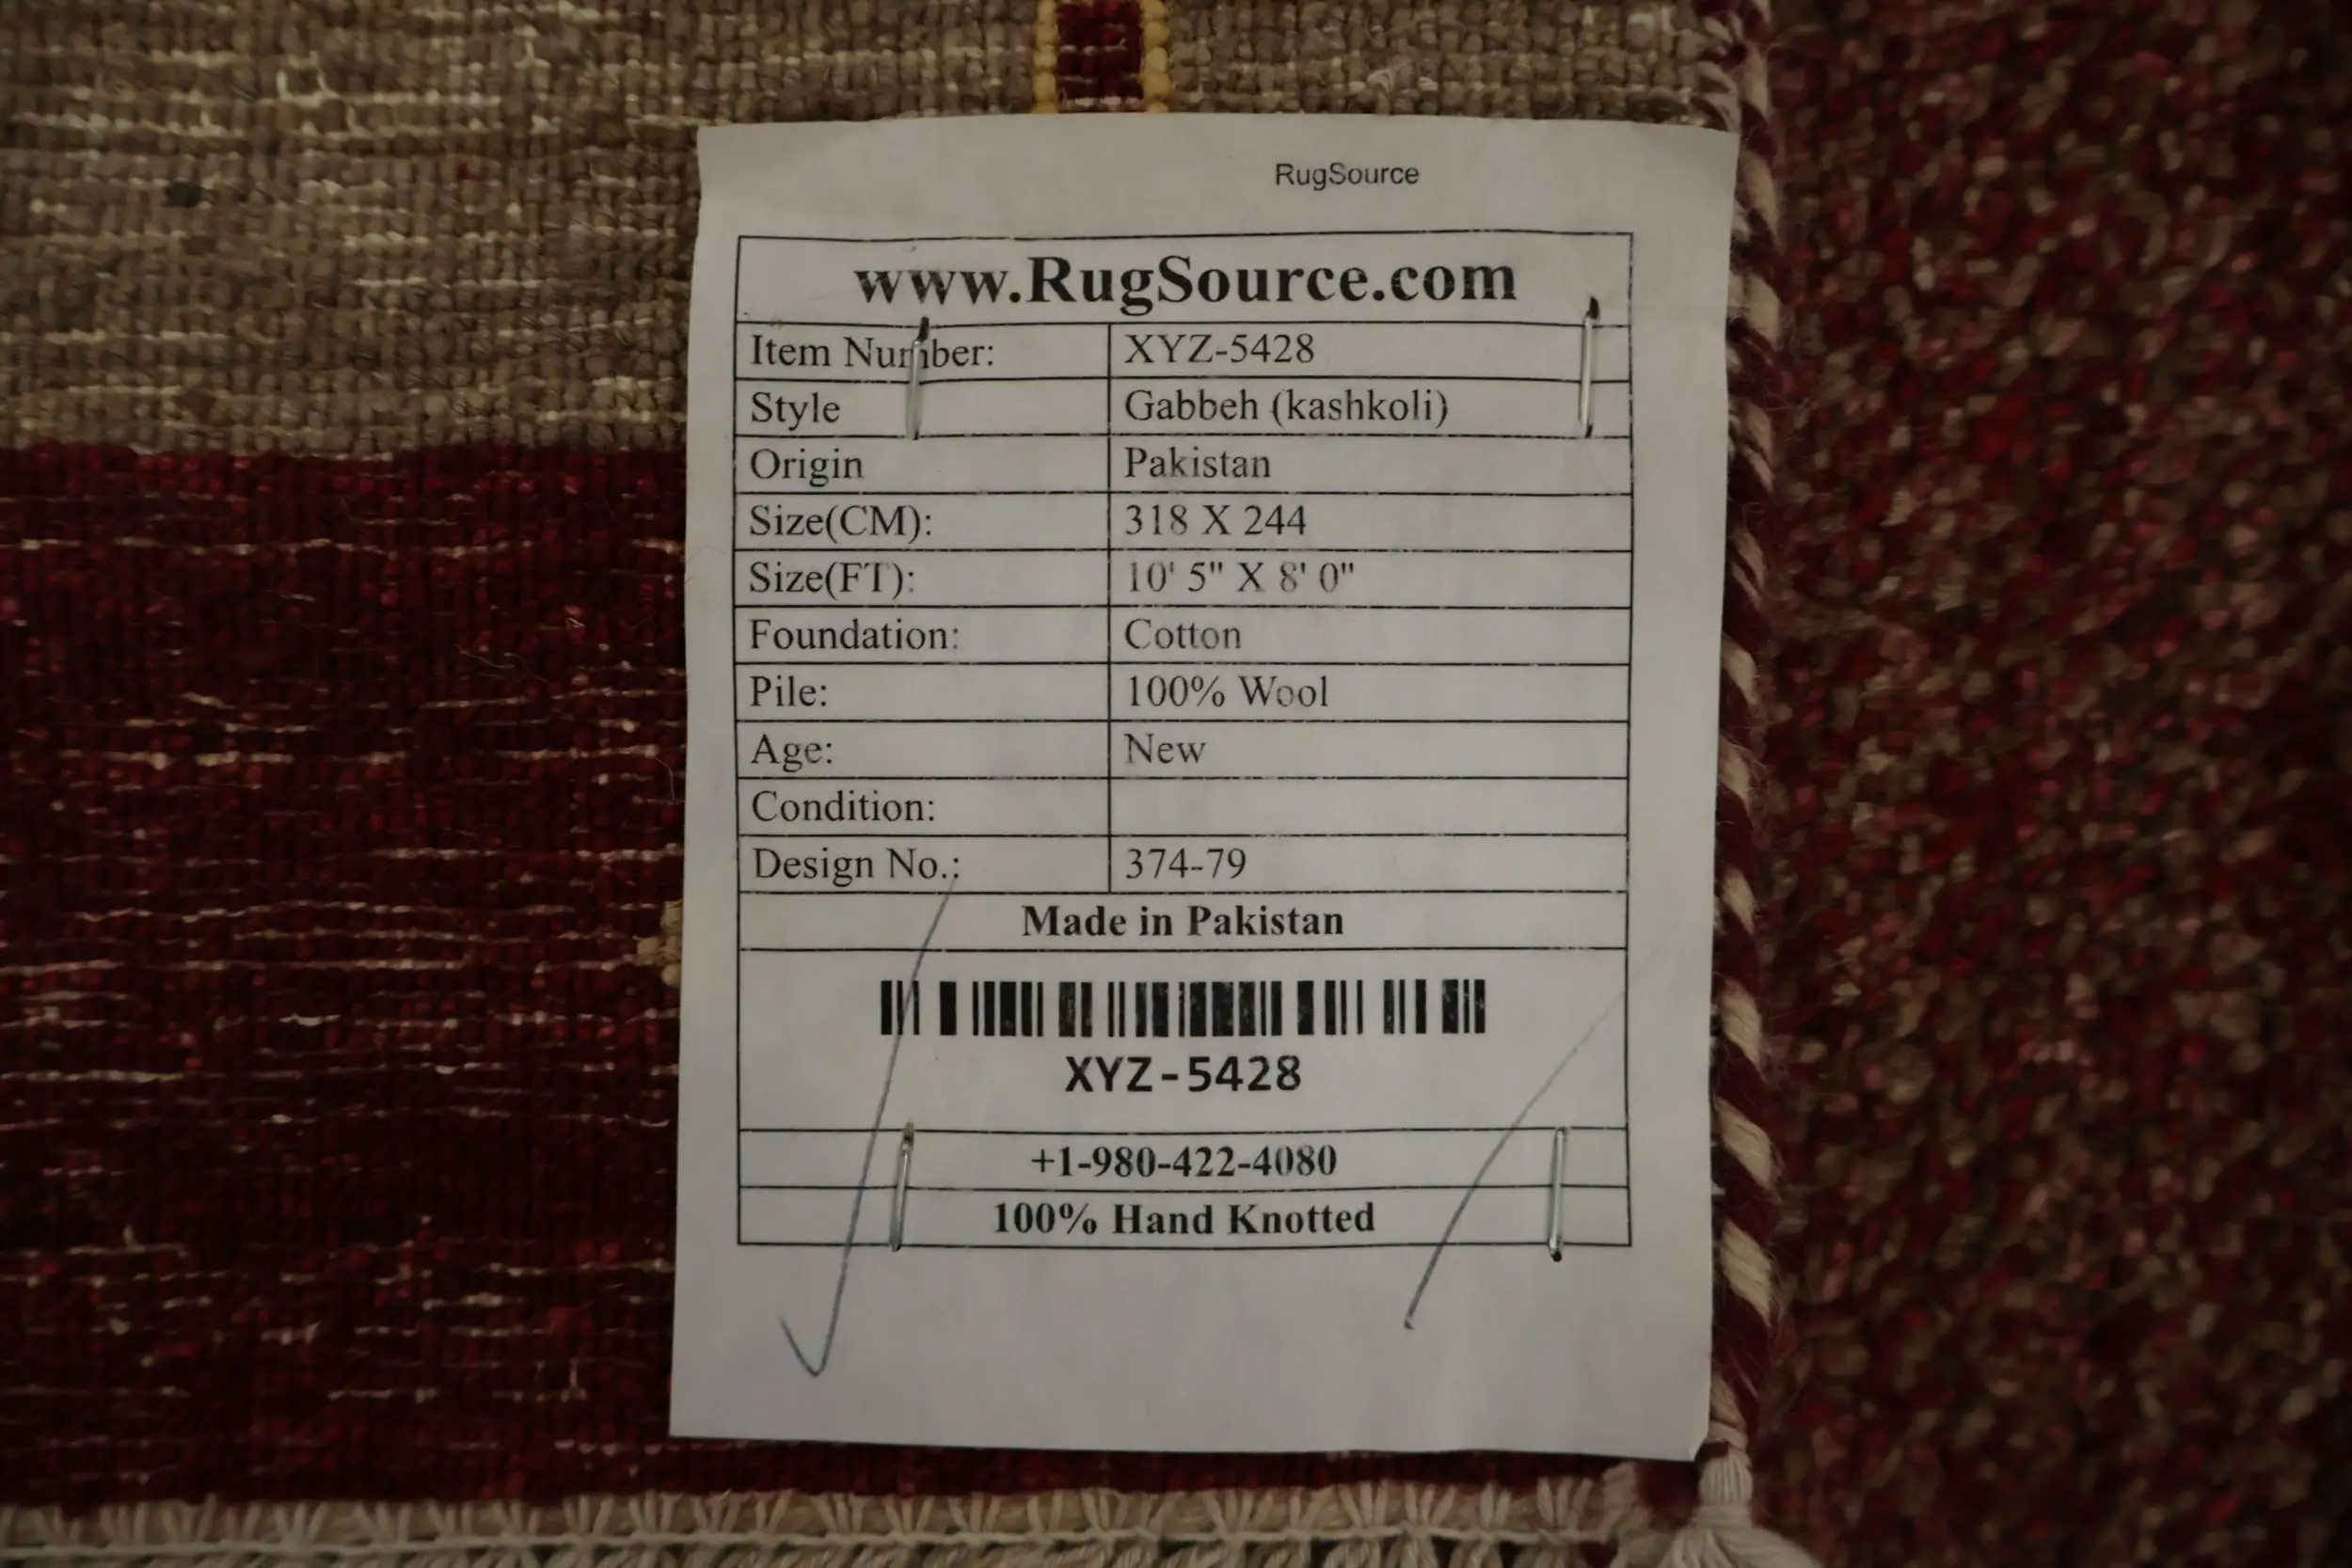 RugSource
www.RugSource.com
Item Number: XYZ-5428
Style Gabbeh (kashkoli)
Origin Pakistan
Size(CM): 318 X 244
Size(FT): 10' 5" X 8' 0"
Foundation: Cotton
Pile: 100% Wool
Age: New
Condition:
Design No.: 374-79
Made in Pakistan
XYZ-5428
+1-980-422-4080
100% Hand Knotted